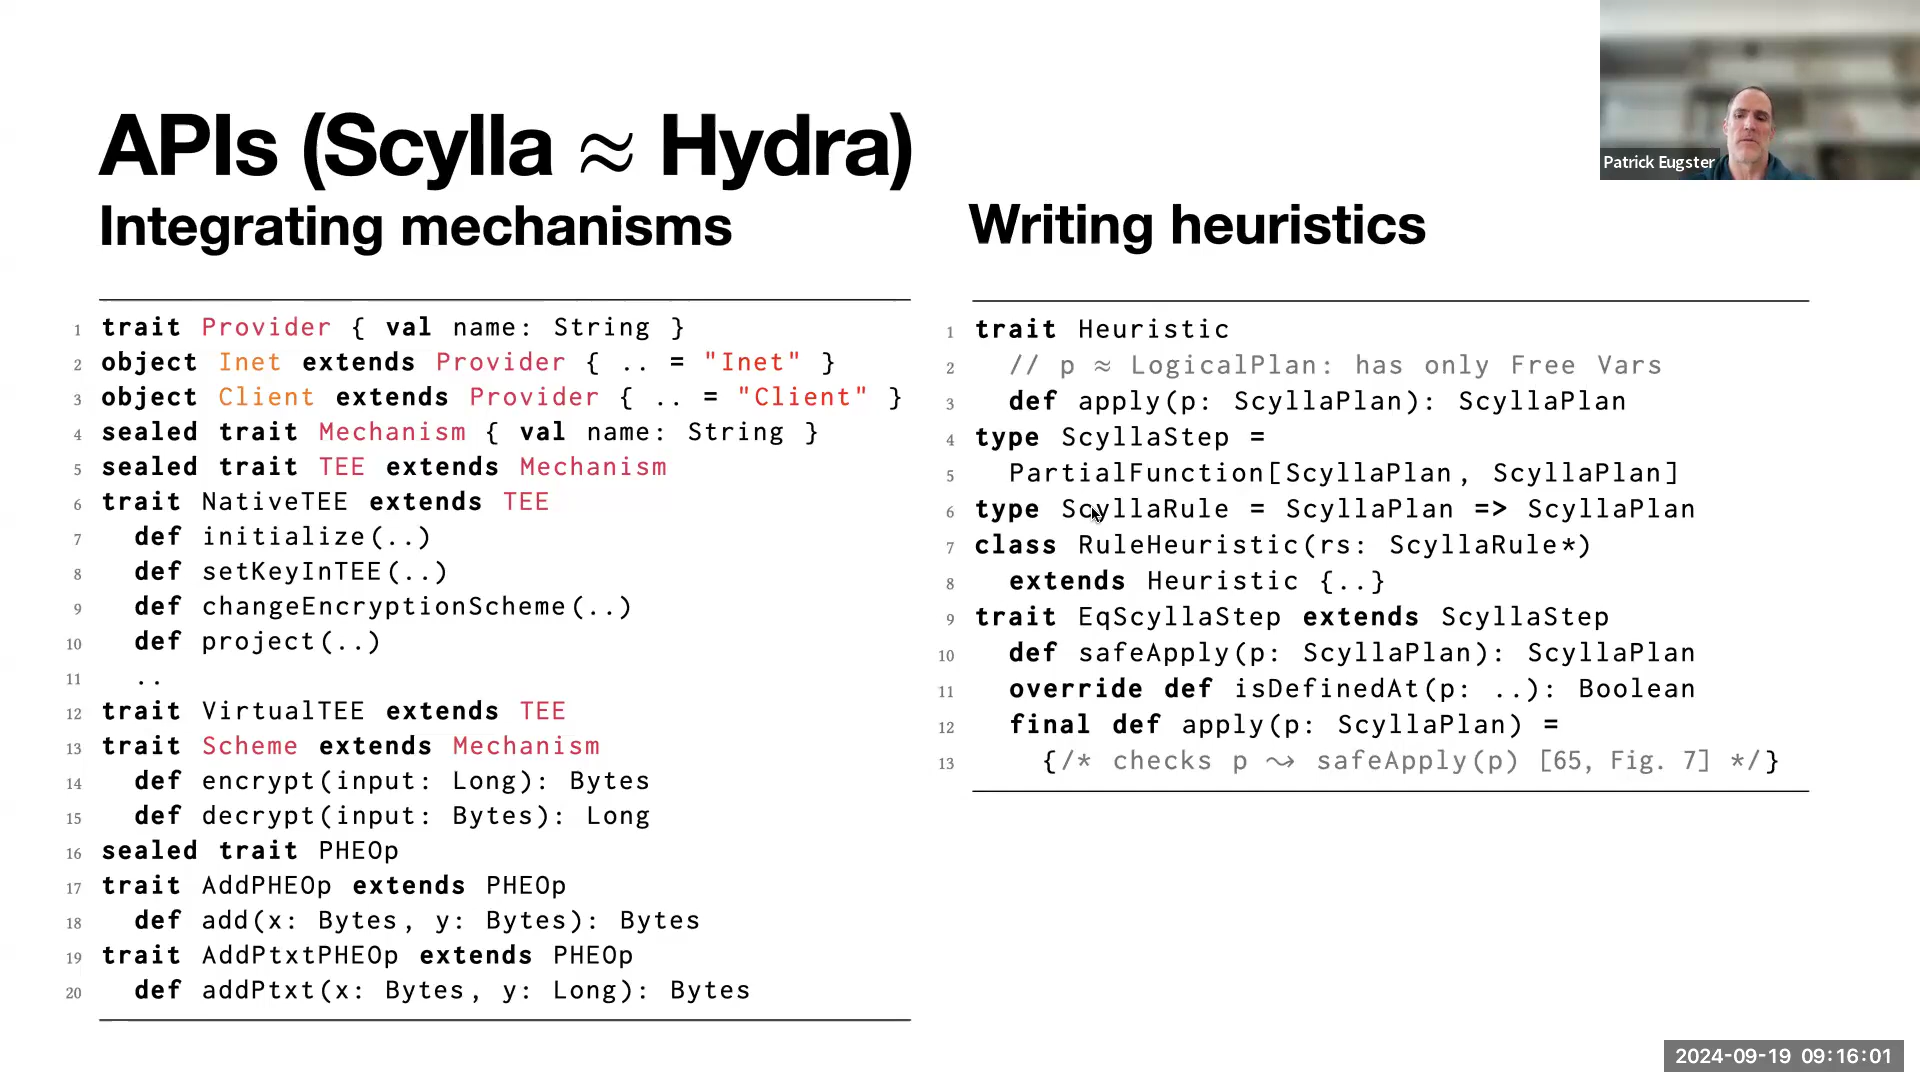 APIs (Scylla ≈ Hydra)
Integrating mechanisms
1 trait Provider { val name: String }
2 object Inet extends Provider { .. = "Inet" }
3 object Client extends Provider { .. = "Client" }
4 sealed trait Mechanism { val name: String }
5 sealed trait TEE extends Mechanism
6 trait NativeTEE extends TEE
7 def initialize(..)
8 def setKeyInTEE(..)
9 def changeEncryptionScheme(..)
10 def project(..)
11 ..
12 trait VirtualTEE extends TEE
13 trait Scheme extends Mechanism
14 def encrypt(input: Long): Bytes
15 def decrypt(input: Bytes): Long
16 sealed trait PHEOp
17 trait AddPHEOp extends PHEOp
18 def add(x: Bytes, y: Bytes): Bytes
19 trait AddPtxtPHEOp extends PHEOp
20 def addPtxt(x: Bytes, y: Long): Bytes
Writing heuristics
1 trait Heuristic
2 // p ≈ LogicalPlan: has only Free Vars
3 def apply(p: ScyllaPlan): ScyllaPlan
4 type ScyllaStep =
5 PartialFunction[ScyllaPlan, ScyllaPlan]
6 type ScyllaRule = ScyllaPlan => ScyllaPlan
7 class RuleHeuristic(rs: ScyllaRule*)
8 extends Heuristic {..}
9 trait EqScyllaStep extends ScyllaStep
10 def safeApply(p: ScyllaPlan): ScyllaPlan
11 override def isDefinedAt(p: ..): Boolean
12 final def apply(p: ScyllaPlan) =
13 {/* checks p ⤳ safeApply(p) [65, Fig. 7] */}
Patrick Eugster
2024-09-19 09:16:01